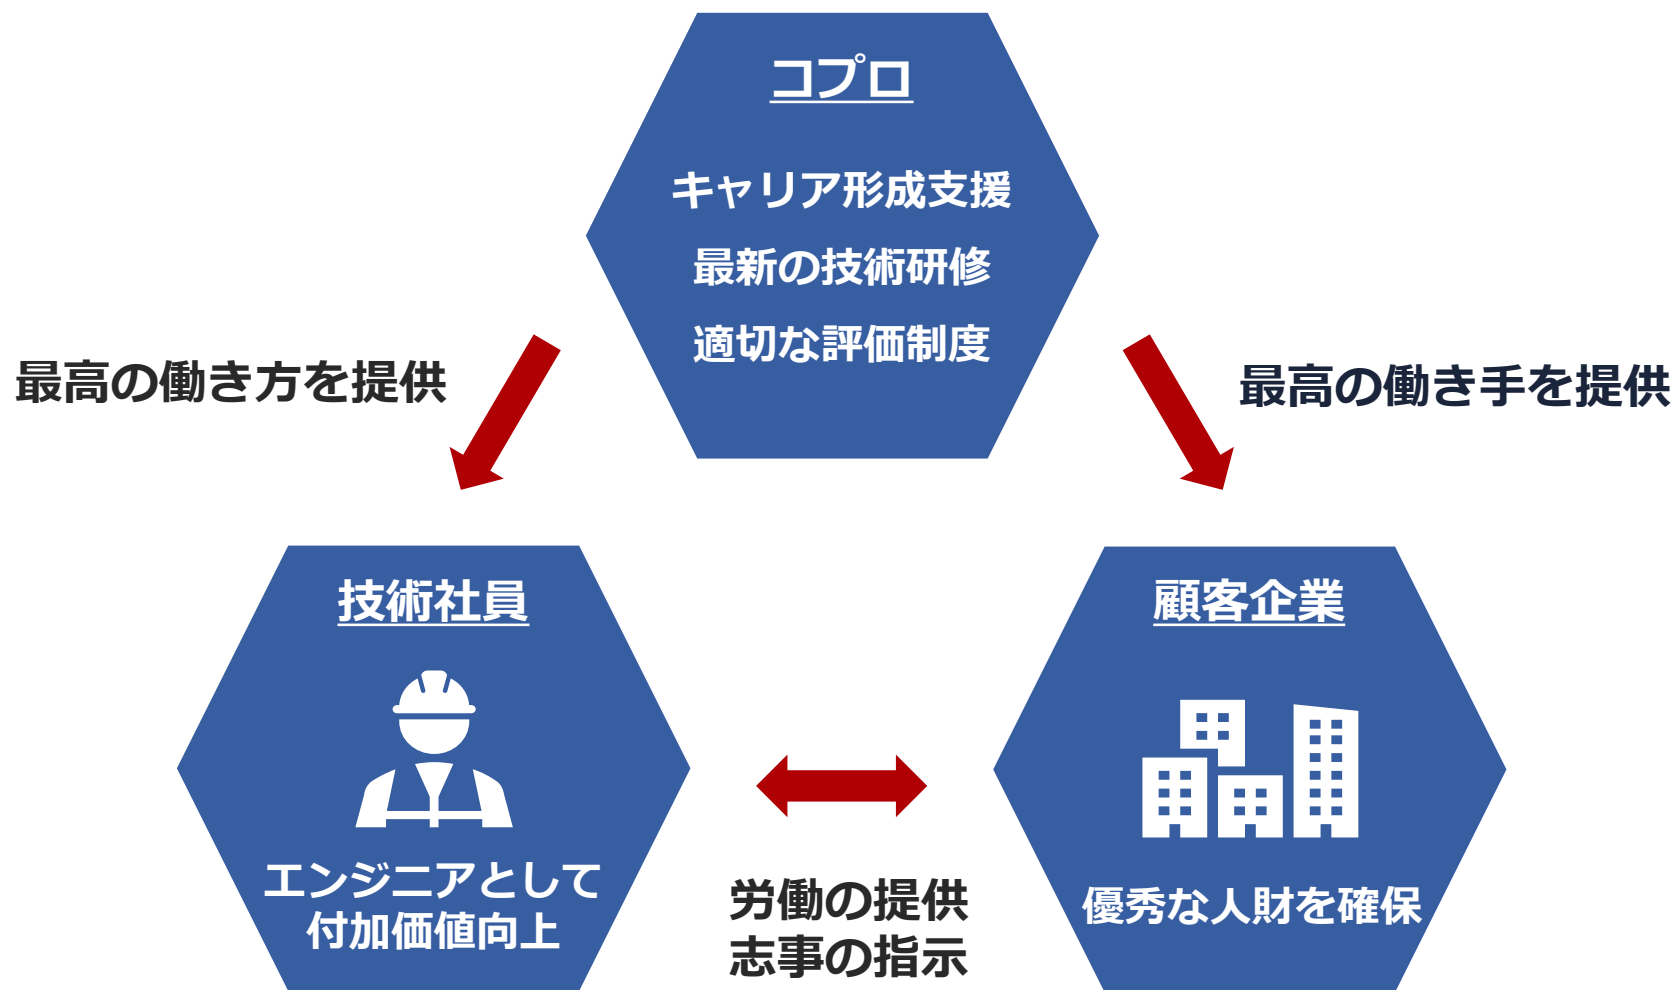 コプロ
キャリア形成支援
最新の技術研修
適切な評価制度
最高の働き方を提供
最高の働き手を提供
技術社員
エンジニアとして
付加価値向上
労働の提供
志事の指示
顧客企業
優秀な人財を確保